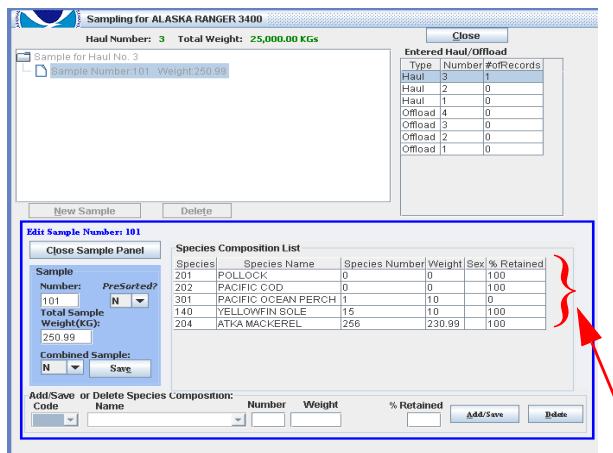 Sampling for ALASKA RANGER 3400
Haul Number: 3 Total Weight: 25,000.00 KGs
Close
Sample for Haul No. 3
Sample Number:101 Weight:250.99
Entered Haul/Offload
Type Number #ofRecords
Haul 3 1
Haul 2 0
Haul 1 0
Offload 4 0
Offload 3 0
Offload 2 0
Offload 1 0
New Sample Delete
Edit Sample Number: 101
Close Sample Panel
Sample
Number: PreSorted?
101 N
Total Sample
Weight(KG):
250.99
Combined Sample:
N Save
Species Composition List
Species Species Name Species Number Weight Sex % Retained
201 POLLOCK 0 0 100
202 PACIFIC COD 0 0 100
301 PACIFIC OCEAN PERCH 1 10 0
140 YELLOWFIN SOLE 15 10 100
204 ATKA MACKEREL 256 230.99 100
Add/Save or Delete Species Composition:
Code Name Number Weight % Retained
Add/Save Delete